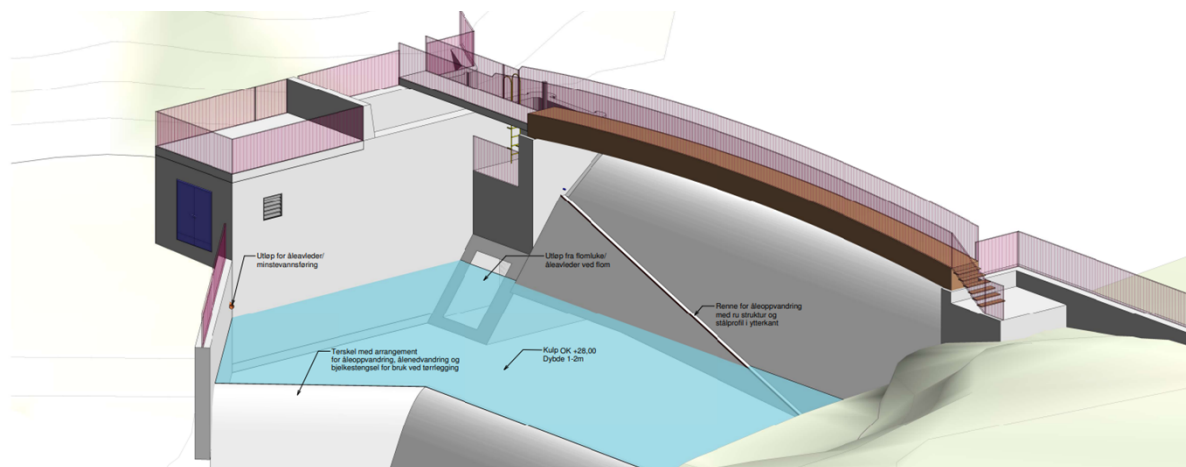 Utløp for åleavleder/
minstevannsføring
Utløp fra flomluke/
åleavleder ved flom
Renne for åleoppvandring
med ru struktur og
stålprofil i ytterkant
Terskel med arrangement
for åleoppvandring, ålenedvandring og
bjelkestengsel for bruk ved tørrlegging
Kulp OK +28,00
Dybde 1-2m